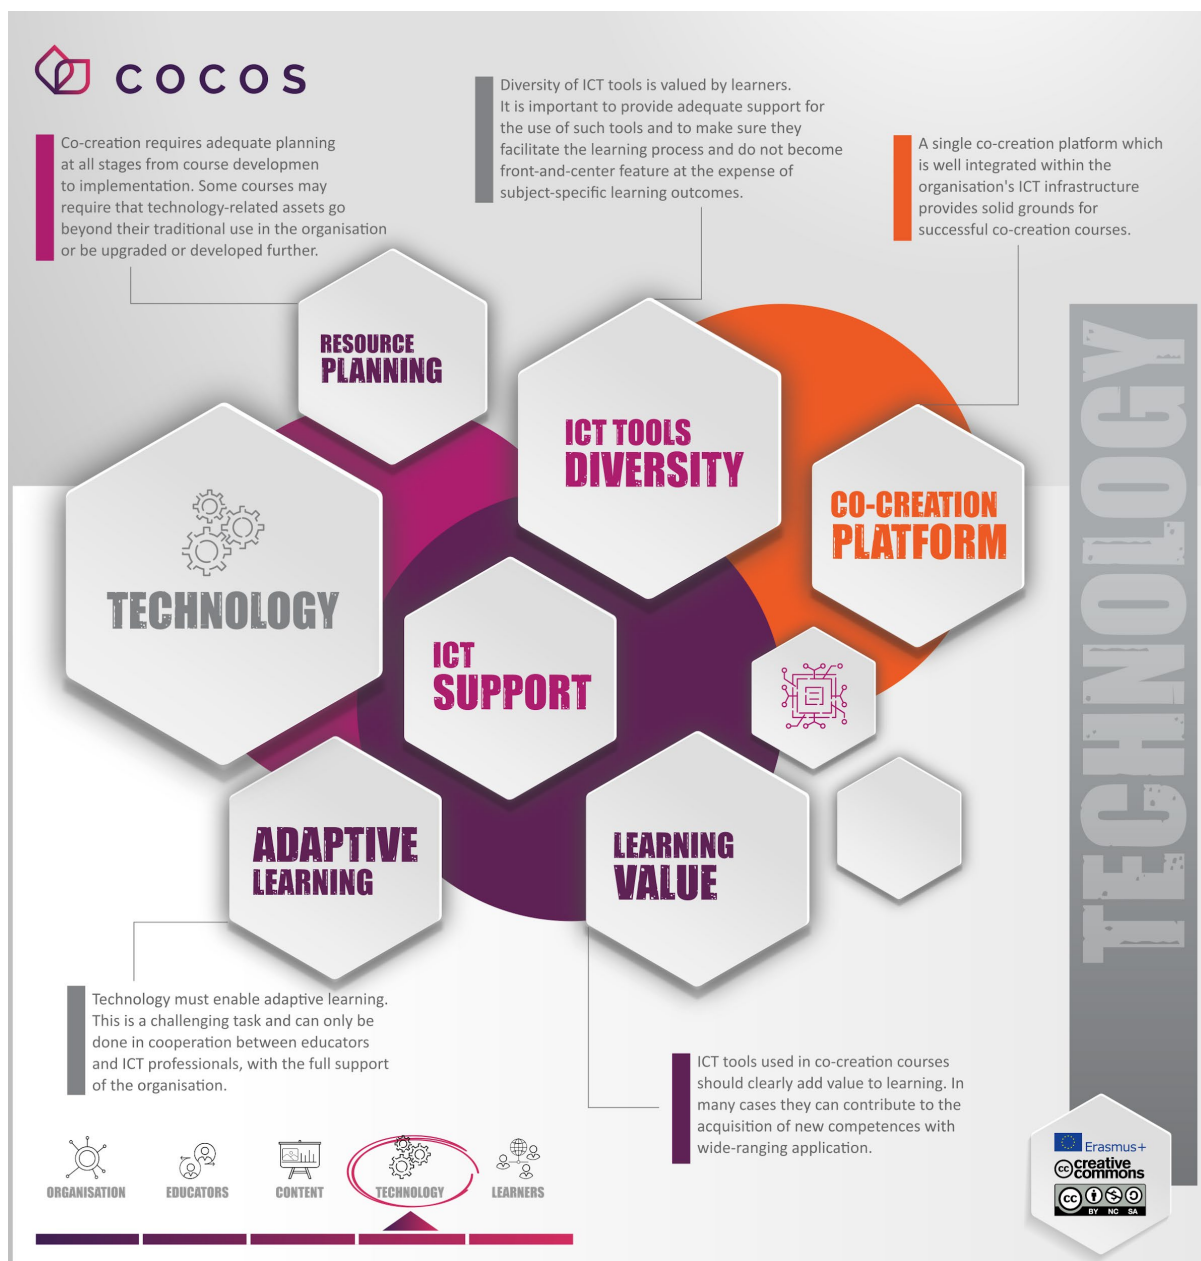 COCOS
Co-creation requires adequate planning
at all stages from course developmen
to implementation. Some courses may
require that technology-related assets go
beyond their traditional use in the organisation
or be upgraded or developed further.
Diversity of ICT tools is valued by learners.
It is important to provide adequate support for
the use of such tools and to make sure they
facilitate the learning process and do not become
front-and-center feature at the expense of
subject-specific learning outcomes.
A single co-creation platform which
is well integrated within the
organisation's ICT infrastructure
provides solid grounds for
successful co-creation courses.
RESOURCE
PLANNING
ICT TOOLS
DIVERSITY
CO-CREATION
PLATFORM
TECHNOLOGY
ICT
SUPPORT
ADAPTIVE
LEARNING
LEARNING
VALUE
TECHNOLOGY
Technology must enable adaptive learning.
This is a challenging task and can only be
done in cooperation between educators
and ICT professionals, with the full support
of the organisation.
ICT tools used in co-creation courses
should clearly add value to learning. In
many cases they can contribute to the
acquisition of new competences with
wide-ranging application.
ORGANISATION
EDUCATORS
CONTENT
TECHNOLOGY
LEARNERS
Erasmus+
cc creative
commons
cc
BY NC SA